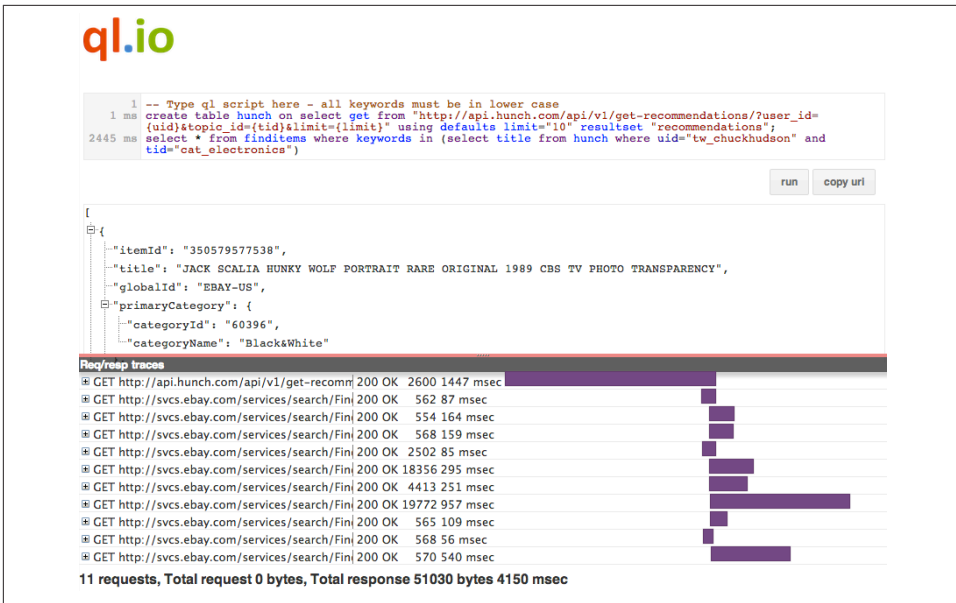 ql.io
1 -- Type ql script here - all keywords must be in lower case
1 ms create table hunch on select get from "http://api.hunch.com/api/v1/get-recommendations/?user_id=
{uid}&topic_id={tid}&limit={limit}" using defaults limit="10" resultset "recommendations";
2445 ms select * from finditems where keywords in (select title from hunch where uid="tw_chuckhudson" and
tid="cat_electronics")
run copy url
[
{
"itemId": "350579577538",
"title": "JACK SCALIA HUNKY WOLF PORTRAIT RARE ORIGINAL 1989 CBS TV PHOTO TRANSPARENCY",
"globalId": "EBAY-US",
"primaryCategory": {
"categoryId": "60396",
"categoryName": "Black&White"
Req/resp traces
GET http://api.hunch.com/api/v1/get-recomm 200 OK 2600 1447 msec
GET http://svcs.ebay.com/services/search/Fin 200 OK 562 87 msec
GET http://svcs.ebay.com/services/search/Fin 200 OK 554 164 msec
GET http://svcs.ebay.com/services/search/Fin 200 OK 568 159 msec
GET http://svcs.ebay.com/services/search/Fin 200 OK 2502 85 msec
GET http://svcs.ebay.com/services/search/Fin 200 OK 18356 295 msec
GET http://svcs.ebay.com/services/search/Fin 200 OK 4413 251 msec
GET http://svcs.ebay.com/services/search/Fin 200 OK 19772 957 msec
GET http://svcs.ebay.com/services/search/Fin 200 OK 565 109 msec
GET http://svcs.ebay.com/services/search/Fin 200 OK 568 56 msec
GET http://svcs.ebay.com/services/search/Fin 200 OK 570 540 msec
11 requests, Total request 0 bytes, Total response 51030 bytes 4150 msec